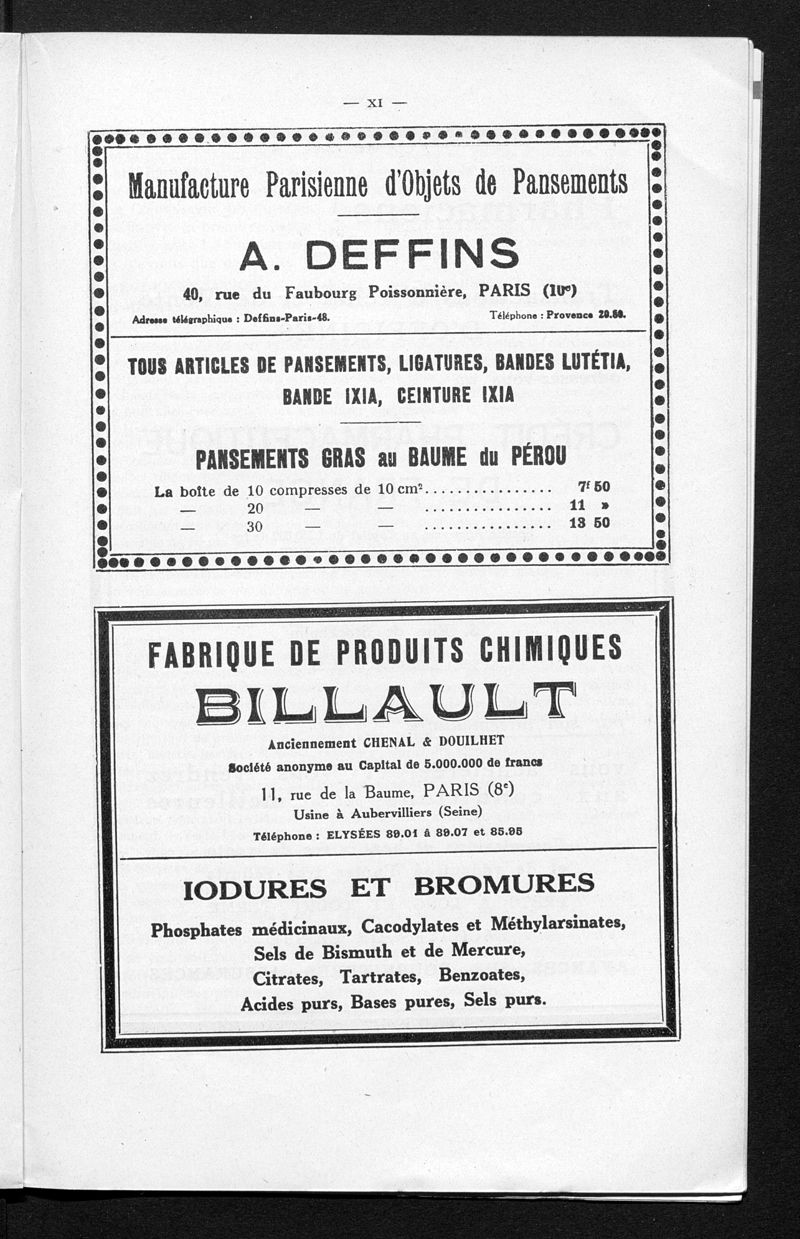 — XI —
Manufacture Parisienne d'Objets de Pansements
A. DEFFINS
40, rue du Faubourg Poissonnière, PARIS (10e)
Adresse télégraphique : Deffins-Paris-48. Téléphone : Provence 20.50.
TOUS ARTICLES DE PANSEMENTS, LIGATURES, BANDES LUTÉTIA,
BANDE IXIA, CEINTURE IXIA
PANSEMENTS GRAS au BAUME du PÉROU
La boîte de 10 compresses de 10 cm²................ 7f 50
— 20 — — ................ 11 »
— 30 — — ................ 13 50
FABRIQUE DE PRODUITS CHIMIQUES
BILLAULT
Anciennement CHENAL & DOUILHET
Société anonyme au Capital de 5.000.000 de francs
11, rue de la Baume, PARIS (8e)
Usine à Aubervilliers (Seine)
Téléphone : ELYSÉES 89.01 à 89.07 et 85.95
IODURES ET BROMURES
Phosphates médicinaux, Cacodylates et Méthylarsinates,
Sels de Bismuth et de Mercure,
Citrates, Tartrates, Benzoates,
Acides purs, Bases pures, Sels purs.